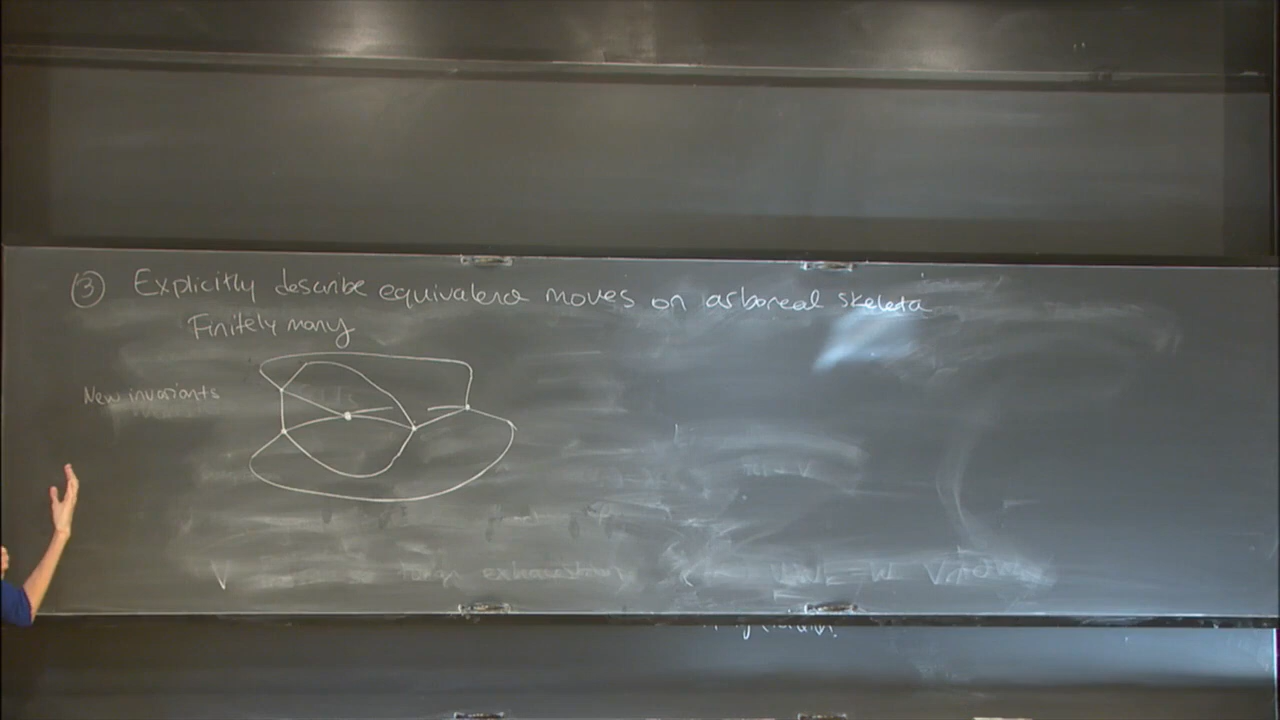 ③ Explicitly describe equivalence moves on arboreal skeleta
Finitely many
New invariants